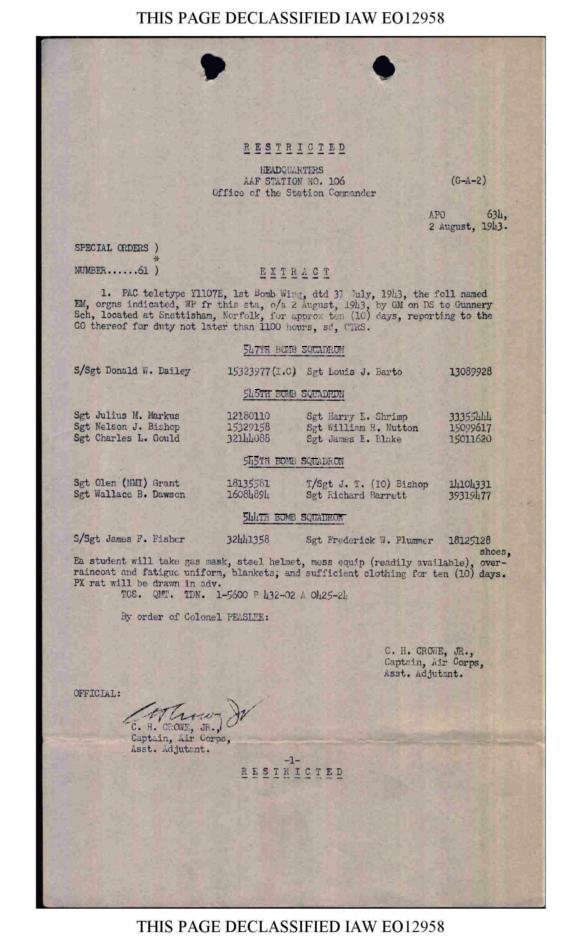 THIS PAGE DECLASSIFIED IAW EO12958
RESTRICTED
HEADQUARTERS
AAF STATION NO. 106 (G-A-2)
Office of the Station Commander
APO 634,
2 August, 1943.
SPECIAL ORDERS )
*
NUMBER......61 ) EXTRACT
1. PAC teletype Y1107E, 1st Bomb Wing, dtd 31 July, 1943, the foll named
EM, orgns indicated, WP fr this sta, o/a 2 August, 1943, by GM on DS to Gunnery
Sch, located at Snettisham, Norfolk, for approx ten (10) days, reporting to the
CO thereof for duty not later than 1100 hours, sd, CTRS.
547TH BOMB SQUADRON
S/Sgt Donald W. Dailey 15323977(I.C) Sgt Louis J. Barto 13089928
545TH BOMB SQUADRON
Sgt Julius M. Markus 12180110 Sgt Harry E. Shrimp 33355444
Sgt Nelson J. Bishop 15329158 Sgt William H. Nutton 15099617
Sgt Charles L. Gould 32144088 Sgt James E. Blake 15011620
545TH BOMB SQUADRON
Sgt Olen (NMI) Grant 18135581 T/Sgt J. T. (IO) Bishop 14104331
Sgt Wallace B. Dawson 16084894 Sgt Richard Barrett 39319477
544TH BOMB SQUADRON
S/Sgt James F. Fisher 32441358 Sgt Frederick W. Plummer 18125128
shoes,
Ea student will take gas mask, steel helmet, mess equip (readily available), over-
raincoat and fatigue uniform, blankets; and sufficient clothing for ten (10) days.
PX rat will be drawn in adv.
TCS. QMT. TDN. 1-5600 P 432-02 A 0425-24
By order of Colonel PEASLEE:
C. H. CROWE, JR.,
Captain, Air Corps,
Asst. Adjutant.
OFFICIAL:
C. H. CROWE, JR.,
Captain, Air Corps,
Asst. Adjutant.
-1-
RESTRICTED
THIS PAGE DECLASSIFIED IAW EO12958